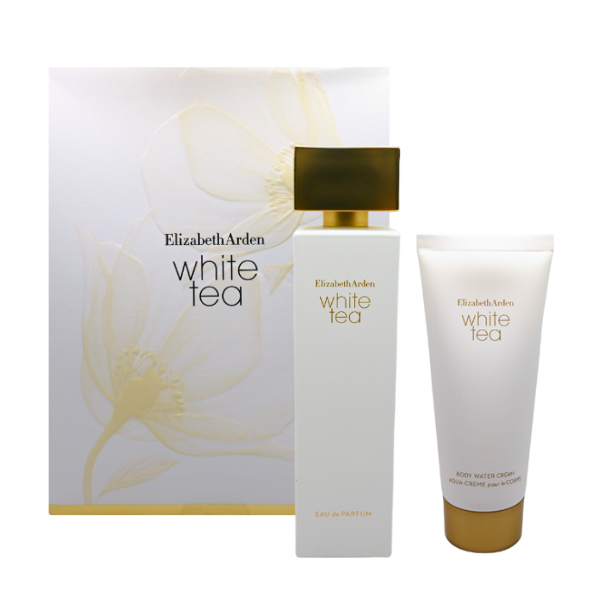 ElizabethArden
white
tea
ElizabethArden
white
tea
EAU de PARFUM
ElizabethArden
white
tea
BODY WATER CREAM
AQUA-CREME pour le CORPS